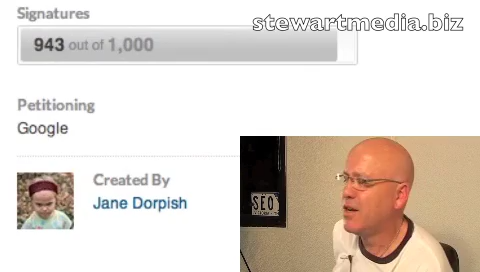 Signatures
stewartmedia.biz
943 out of 1,000
Petitioning
Google
Created By
Jane Dorpish
SEO